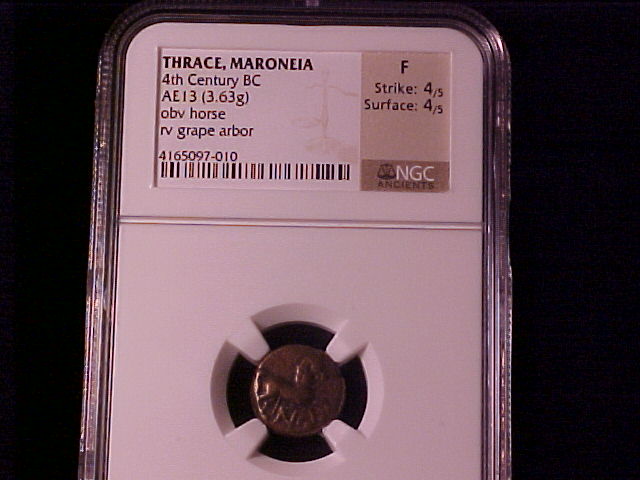 THRACE, MARONEIA
4th Century BC
AE13 (3.63g)
obv horse
rv grape arbor
4165097-010
F
Strike: 4/5
Surface: 4/5
NGC
ANCIENTS